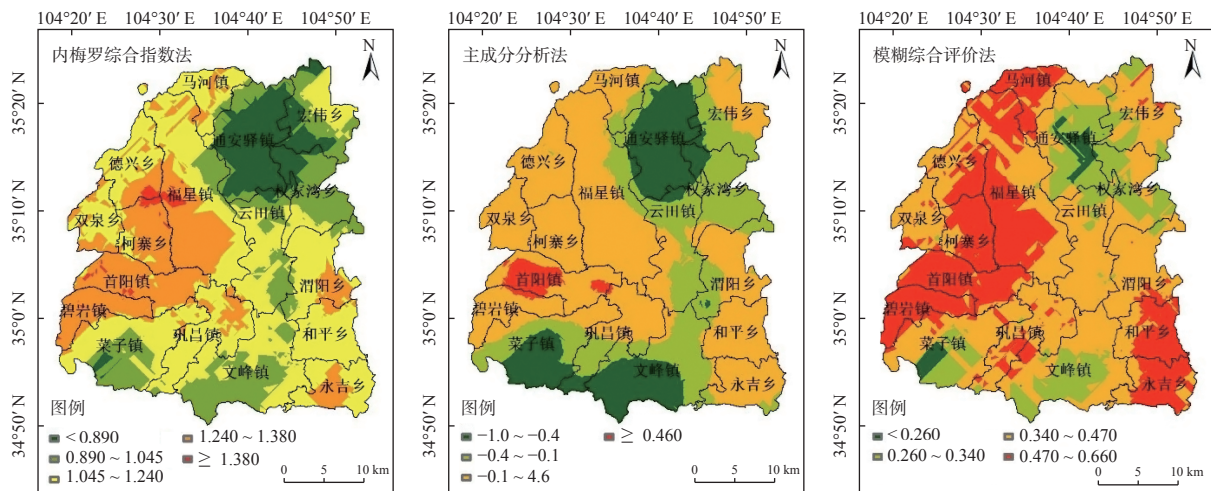 104°20′ E 104°30′ E 104°40′ E 104°50′ E
内梅罗综合指数法
N
马河镇
宏伟乡
通安驿镇
德兴乡
福星镇
权家湾乡
双泉乡
云田镇
柯寨乡
首阳镇
渭阳乡
碧岩镇
巩昌镇
和平乡
菜子镇
文峰镇
永吉乡
35°20′ N
35°10′ N
35°0′ N
34°50′ N
图例
< 0.890
0.890 ~ 1.045
1.045 ~ 1.240
1.240 ~ 1.380
≥ 1.380
0 5 10 km
104°20′ E 104°30′ E 104°40′ E 104°50′ E
主成分分析法
N
马河镇
宏伟乡
通安驿镇
德兴乡
福星镇
权家湾乡
双泉乡
云田镇
柯寨乡
首阳镇
渭阳乡
碧岩镇
巩昌镇
和平乡
菜子镇
文峰镇
永吉乡
35°20′ N
35°10′ N
35°0′ N
34°50′ N
图例
−1.0 ~ −0.4
−0.4 ~ −0.1
−0.1 ~ 4.6
≥ 0.460
0 5 10 km
104°20′ E 104°30′ E 104°40′ E 104°50′ E
模糊综合评价法
N
马河镇
宏伟乡
通安驿镇
德兴乡
福星镇
权家湾乡
双泉乡
云田镇
柯寨乡
首阳镇
渭阳乡
碧岩镇
巩昌镇
和平乡
菜子镇
文峰镇
永吉乡
35°20′ N
35°10′ N
35°0′ N
34°50′ N
图例
<0.260
0.260 ~ 0.340
0.340 ~ 0.470
0.470 ~ 0.660
0 5 10 km